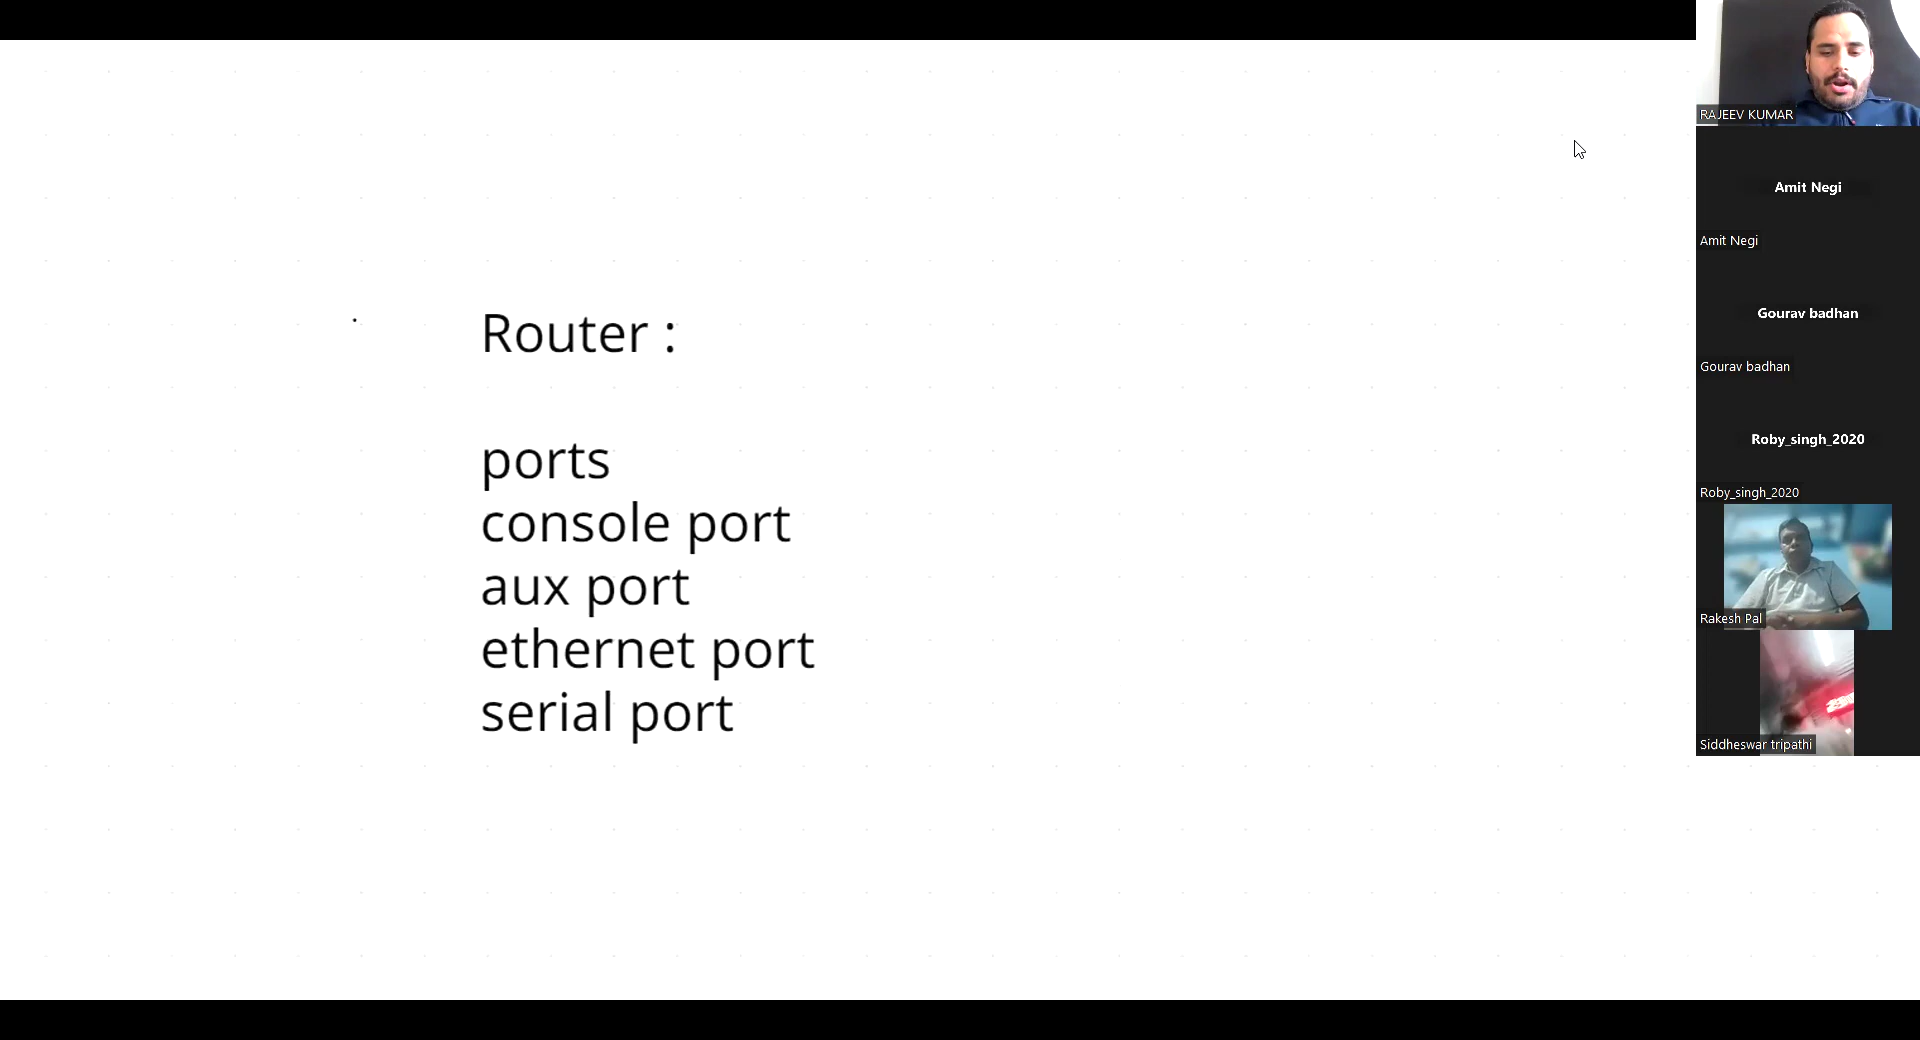 Router :
ports
console port
aux port
ethernet port
serial port
RAJEEV KUMAR
Amit Negi
Amit Negi
Gourav badhan
Gourav badhan
Roby_singh_2020
Roby_singh_2020
Rakesh Pal
Siddheswar tripathi